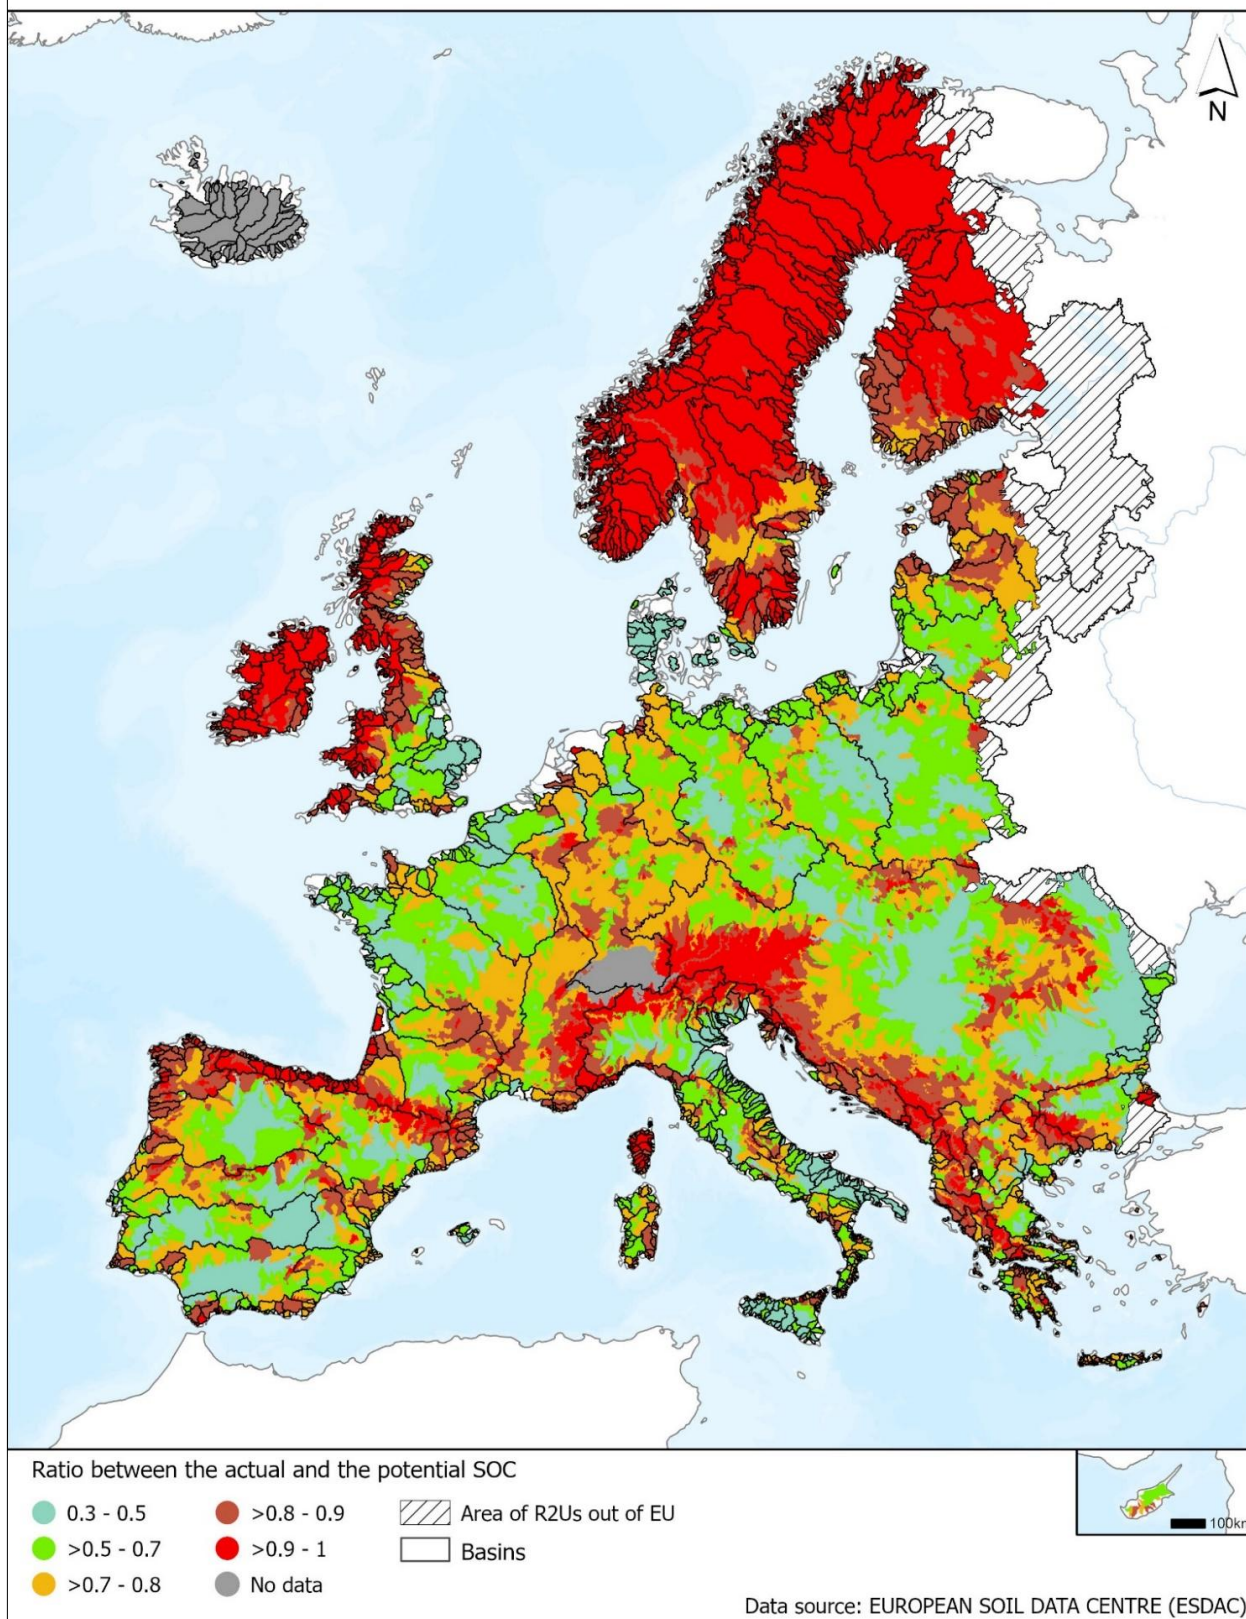 N
Ratio between the actual and the potential SOC
0.3 - 0.5
>0.8 - 0.9
Area of R2Us out of EU
>0.5 - 0.7
>0.9 - 1
Basins
>0.7 - 0.8
No data
100km
Data source: EUROPEAN SOIL DATA CENTRE (ESDAC)